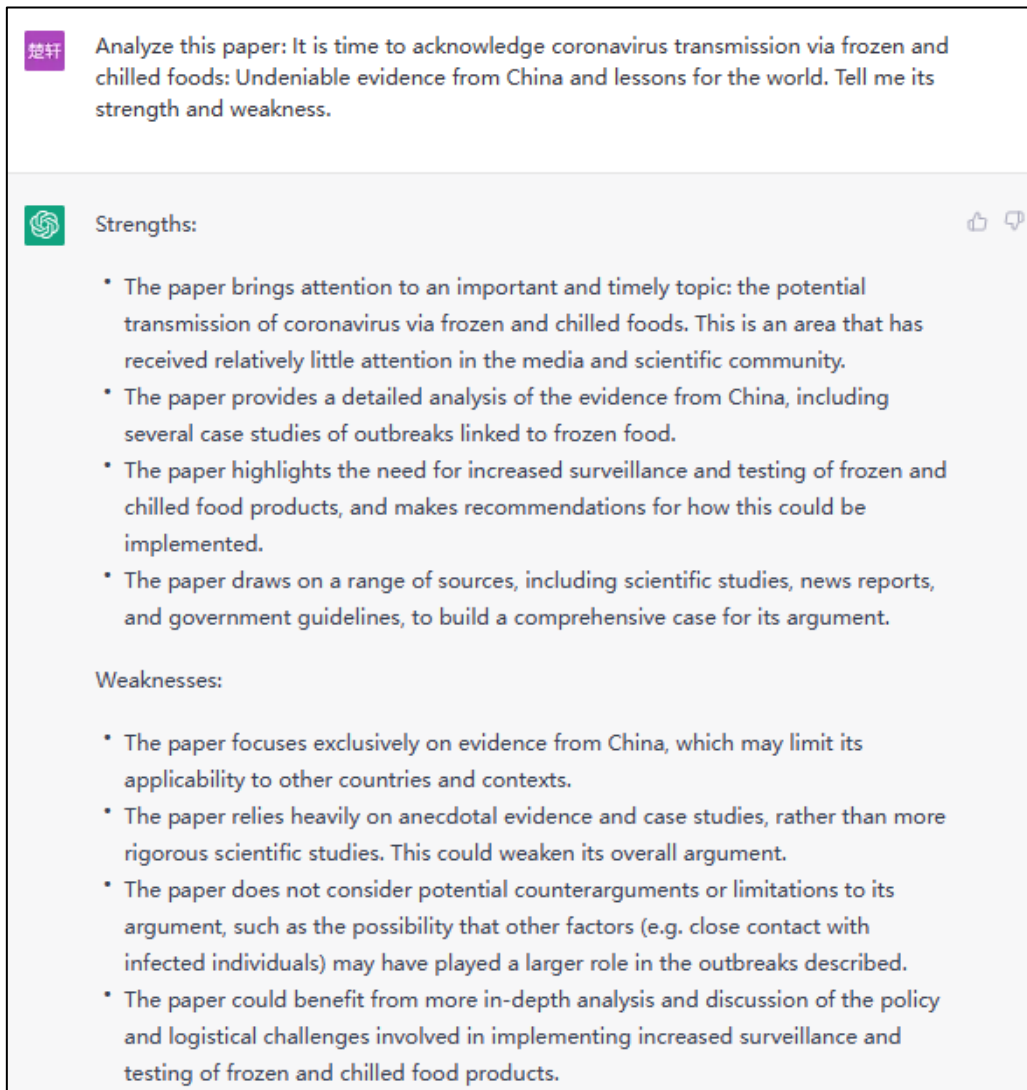 楚轩
Analyze this paper: It is time to acknowledge coronavirus transmission via frozen and
chilled foods: Undeniable evidence from China and lessons for the world. Tell me its
strength and weakness.
Strengths:
• The paper brings attention to an important and timely topic: the potential
transmission of coronavirus via frozen and chilled foods. This is an area that has
received relatively little attention in the media and scientific community.
• The paper provides a detailed analysis of the evidence from China, including
several case studies of outbreaks linked to frozen food.
• The paper highlights the need for increased surveillance and testing of frozen and
chilled food products, and makes recommendations for how this could be
implemented.
• The paper draws on a range of sources, including scientific studies, news reports,
and government guidelines, to build a comprehensive case for its argument.
Weaknesses:
• The paper focuses exclusively on evidence from China, which may limit its
applicability to other countries and contexts.
• The paper relies heavily on anecdotal evidence and case studies, rather than more
rigorous scientific studies. This could weaken its overall argument.
• The paper does not consider potential counterarguments or limitations to its
argument, such as the possibility that other factors (e.g. close contact with
infected individuals) may have played a larger role in the outbreaks described.
• The paper could benefit from more in-depth analysis and discussion of the policy
and logistical challenges involved in implementing increased surveillance and
testing of frozen and chilled food products.